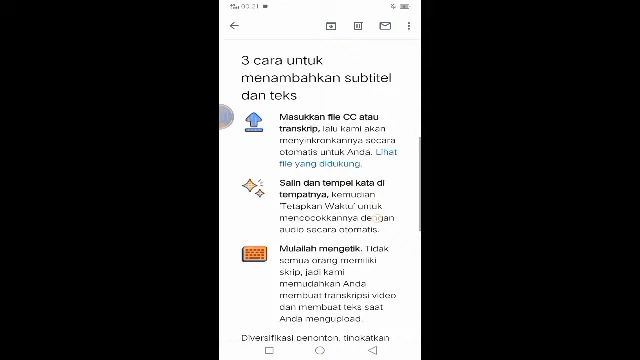 00.21
3 cara untuk
menambahkan subtitel
dan teks
Masukkan file CC atau
transkrip, lalu kami akan
menyinkronkannya secara
otomatis untuk Anda. Lihat
file yang didukung.
Salin dan tempel kata di
tempatnya, kemudian
'Tetapkan Waktu' untuk
mencocokkannya dengan
audio secara otomatis.
Mulailah mengetik. Tidak
semua orang memiliki
skrip, jadi kami
memudahkan Anda
membuat transkripsi video
dan membuat teks saat
Anda mengupload.
Diversifikasi penonton, tingkatkan